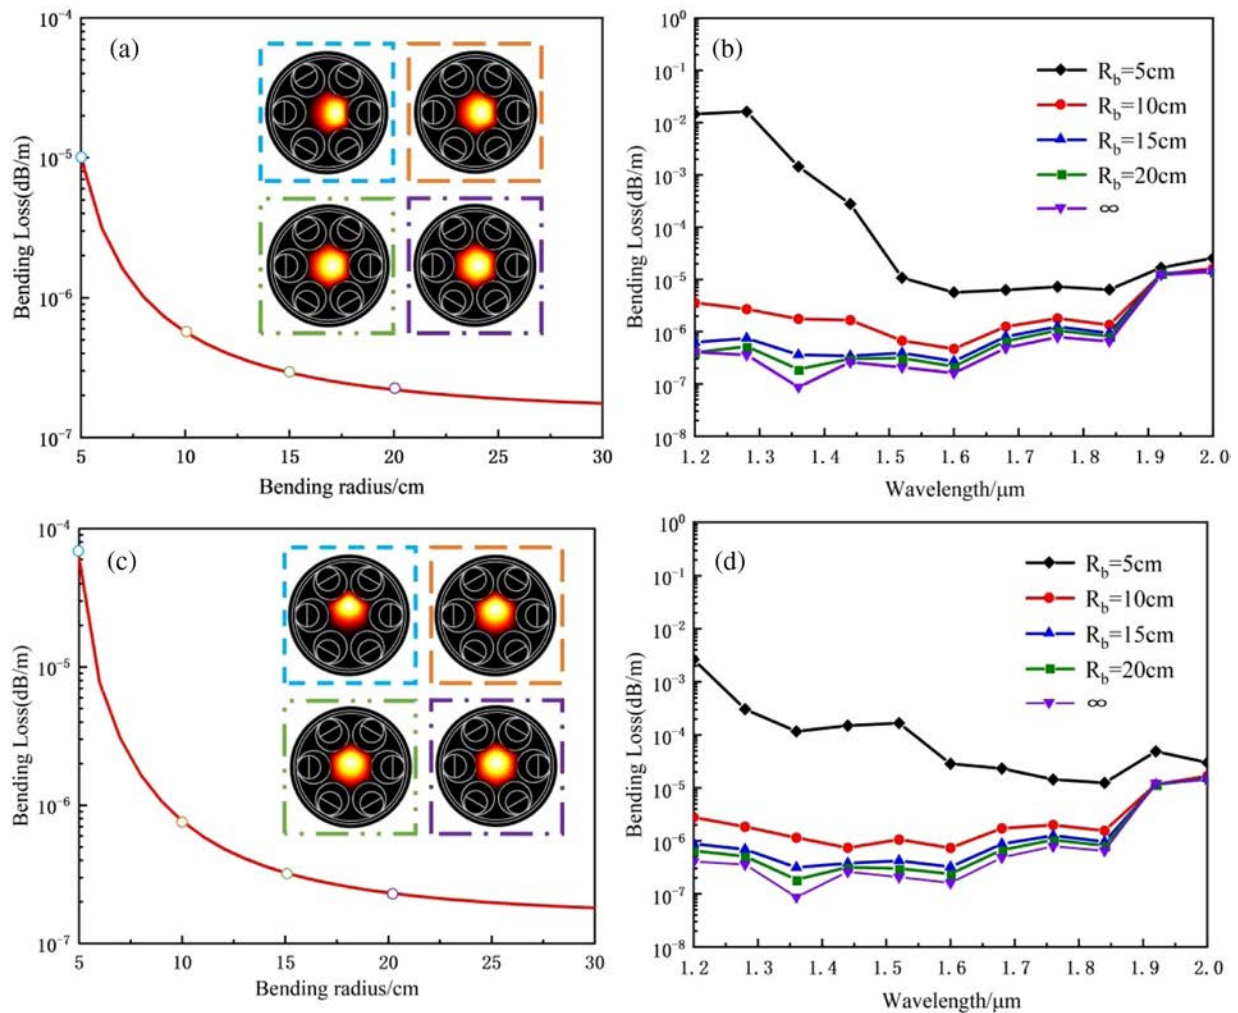 (a)
10⁻⁴
10⁻⁵
10⁻⁶
10⁻⁷
Bending Loss(dB/m)
5 10 15 20 25 30
Bending radius/cm
(b)
10⁰
10⁻¹
10⁻²
10⁻³
10⁻⁴
10⁻⁵
10⁻⁶
10⁻⁷
10⁻⁸
Bending Loss(dB/m)
R_b=5cm
R_b=10cm
R_b=15cm
R_b=20cm
∞
1.2 1.3 1.4 1.5 1.6 1.7 1.8 1.9 2.0
Wavelength/μm
(c)
10⁻⁴
10⁻⁵
10⁻⁶
10⁻⁷
Bending Loss(dB/m)
5 10 15 20 25 30
Bending radius/cm
(d)
10⁰
10⁻¹
10⁻²
10⁻³
10⁻⁴
10⁻⁵
10⁻⁶
10⁻⁷
10⁻⁸
Bending Loss(dB/m)
R_b=5cm
R_b=10cm
R_b=15cm
R_b=20cm
∞
1.2 1.3 1.4 1.5 1.6 1.7 1.8 1.9 2.0
Wavelength/μm